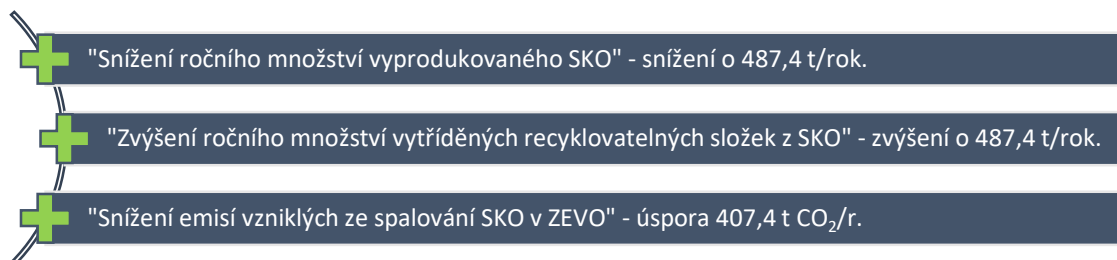 "Snížení ročního množství vyprodukovaného SKO" - snížení o 487,4 t/rok.
"Zvýšení ročního množství vytříděných recyklovatelných složek z SKO" - zvýšení o 487,4 t/rok.
"Snížení emisí vzniklých ze spalování SKO v ZEVO" - úspora 407,4 t CO₂/r.